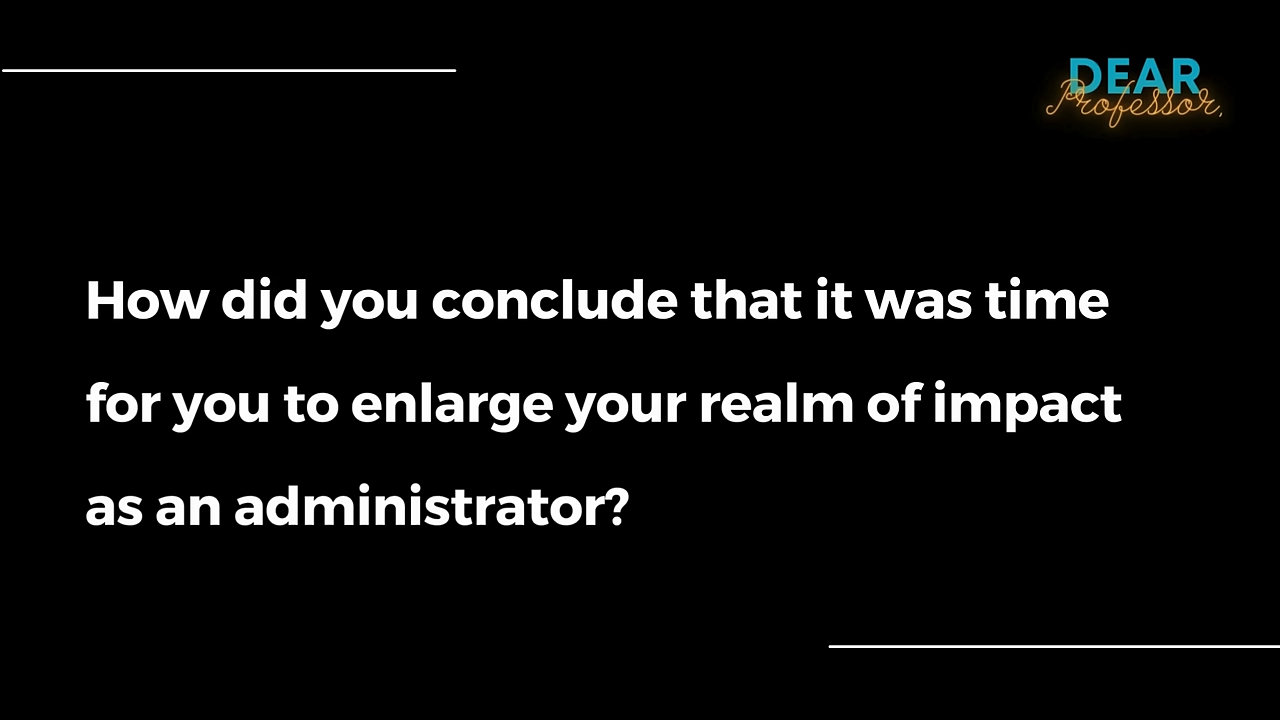 DEAR
Professor,
How did you conclude that it was time
for you to enlarge your realm of impact
as an administrator?